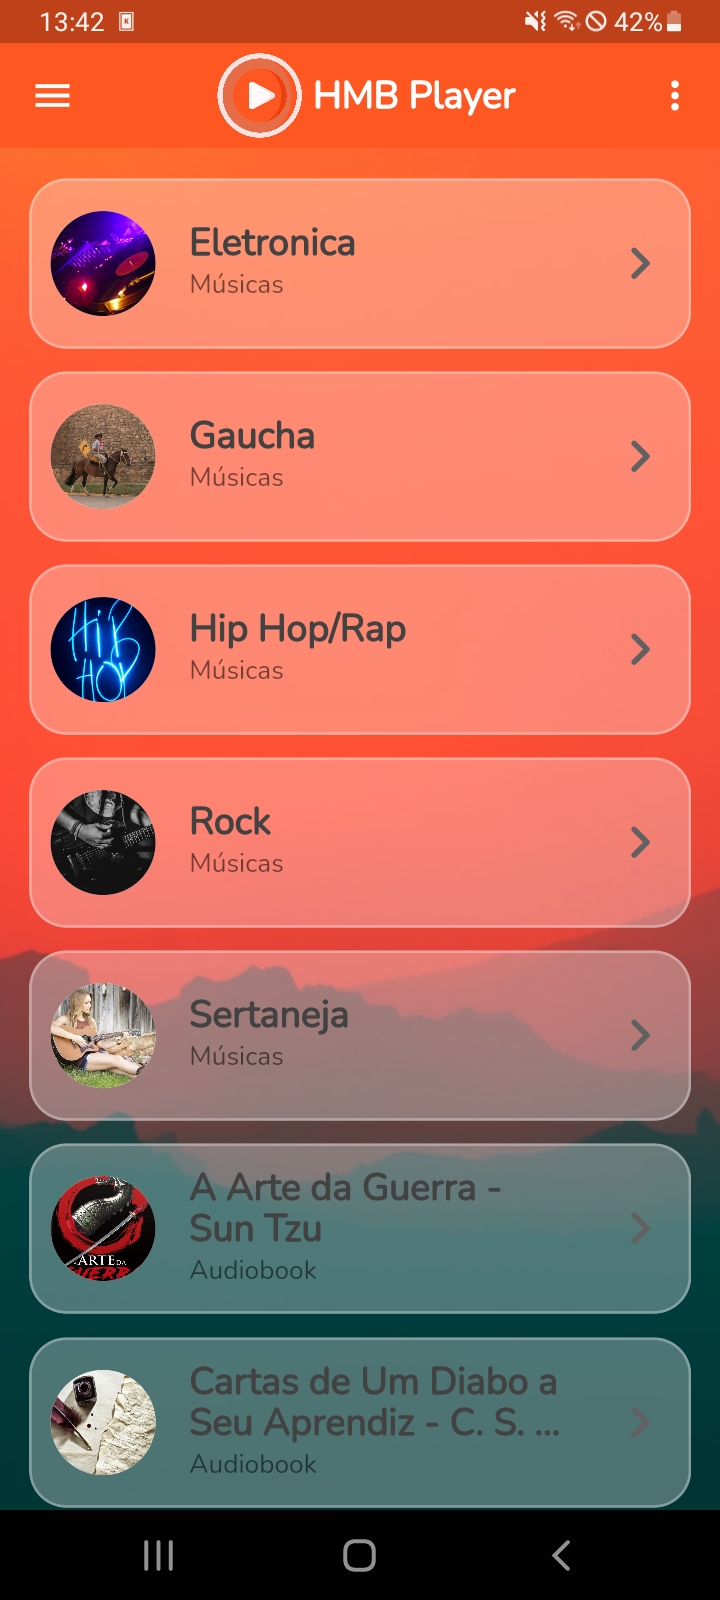 13:42
42%
HMB Player
Eletronica
Músicas
Gaucha
Músicas
HiP
HOP
Hip Hop/Rap
Músicas
Rock
Músicas
Sertaneja
Músicas
ARTE DA
GUERRA
A Arte da Guerra -
Sun Tzu
Audiobook
Cartas de Um Diabo a
Seu Aprendiz - C. S. ...
Audiobook